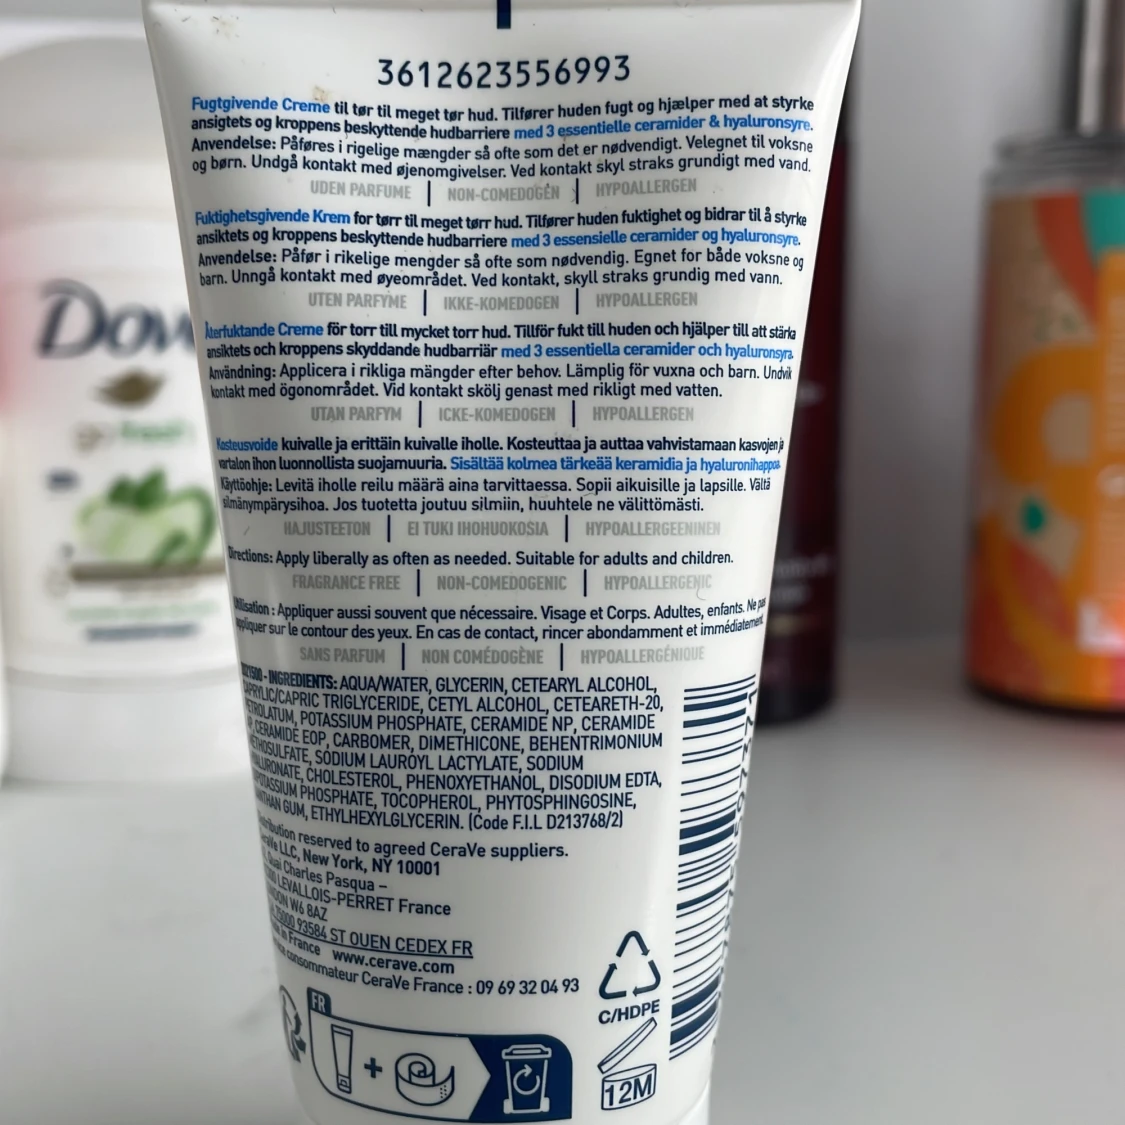 3612623556993
Fugtgivende Creme til tør til meget tør hud. Tilfører huden fugt og hjælper med at styrke
ansigtets og kroppens beskyttende hudbarriere med 3 essentielle ceramider & hyaluronsyre.
Anvendelse: Påføres i rigelige mængder så ofte som det er nødvendigt. Velegnet til voksne
og børn. Undgå kontakt med øjenomgivelser. Ved kontakt skyl straks grundigt med vand.
UDEN PARFUME | NON-COMEDOGEN | HYPOALLERGEN
Fuktighetsgivende Krem for tørr til meget tørr hud. Tilfører huden fuktighet og bidrar til å styrke
ansiktets og kroppens beskyttende hudbarriere med 3 essensielle ceramider og hyaluronsyre.
Anvendelse: Påfør i rikelige mengder så ofte som nødvendig. Egnet for både voksne og
barn. Unngå kontakt med øyeområdet. Ved kontakt, skyll straks grundig med vann.
UTEN PARFYME | IKKE-KOMEDOGEN | HYPOALLERGEN
Återfuktande Creme för torr till mycket torr hud. Tillför fukt till huden och hjälper till att stärka
ansiktets och kroppens skyddande hudbarriär med 3 essentiella ceramider och hyaluronsyra.
Användning: Applicera i rikliga mängder efter behov. Lämplig för vuxna och barn. Undvik
kontakt med ögonområdet. Vid kontakt skölj genast med rikligt med vatten.
UTAN PARFYM | ICKE-KOMEDOGEN | HYPOALLERGEN
Kosteusvoide kuivalle ja erittäin kuivalle iholle. Kosteuttaa ja auttaa vahvistamaan kasvojen ja
vartalon ihon luonnollista suojamuuria. Sisältää kolmea tärkeää keramidia ja hyaluronihappoa.
Käyttöohje: Levitä iholle reilu määrä aina tarvittaessa. Sopii aikuisille ja lapsille. Vältä
silmänympärysihoa. Jos tuotetta joutuu silmiin, huuhtele ne välittömästi.
HAJUSTEETON | EI TUKI IHOHUOKOSIA | HYPOALLERGEENINEN
Directions: Apply liberally as often as needed. Suitable for adults and children.
FRAGRANCE FREE | NON-COMEDOGENIC | HYPOALLERGENIC
Utilisation : Appliquer aussi souvent que nécessaire. Visage et Corps. Adultes, enfants. Ne pas
appliquer sur le contour des yeux. En cas de contact, rincer abondamment et immédiatement.
SANS PARFUM | NON COMÉDOGÈNE | HYPOALLERGÉNIQUE
INGREDIENTS: AQUA/WATER, GLYCERIN, CETEARYL ALCOHOL,
CAPRYLIC/CAPRIC TRIGLYCERIDE, CETYL ALCOHOL, CETEARETH-20,
PETROLATUM, POTASSIUM PHOSPHATE, CERAMIDE NP, CERAMIDE
AP, CERAMIDE EOP, CARBOMER, DIMETHICONE, BEHENTRIMONIUM
METHOSULFATE, SODIUM LAUROYL LACTYLATE, SODIUM
HYALURONATE, CHOLESTEROL, PHENOXYETHANOL, DISODIUM EDTA,
DIPOTASSIUM PHOSPHATE, TOCOPHEROL, PHYTOSPHINGOSINE,
XANTHAN GUM, ETHYLHEXYLGLYCERIN. (Code F.I.L D213768/2)
Distribution reserved to agreed CeraVe suppliers.
CeraVe LLC, New York, NY 10001
Quai Charles Pasqua –
LEVALLOIS-PERRET France
LONDON W6 8AZ
93584 ST OUEN CEDEX FR
in France www.cerave.com
consommateur CeraVe France : 09 69 32 04 93
FR
C/HDPE
12M
Dove
go fresh